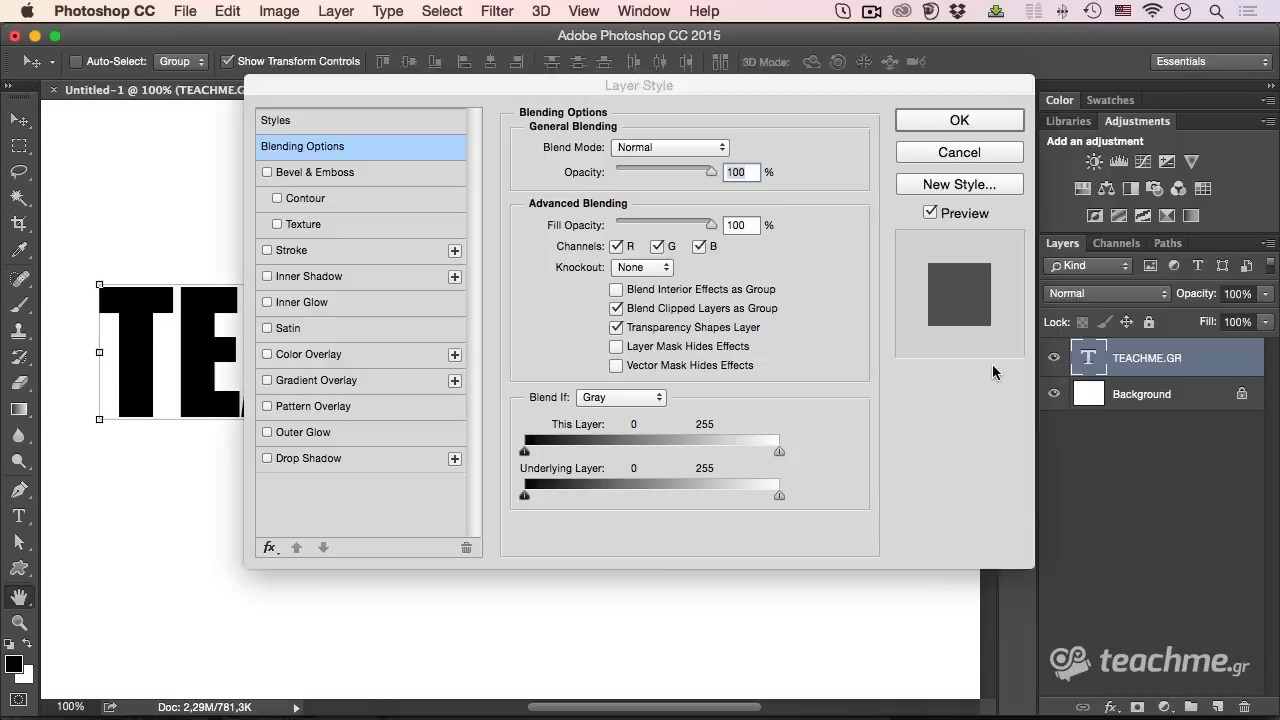 Photoshop CC File Edit Image Layer Type Select Filter 3D View Window Help
Adobe Photoshop CC 2015
Auto-Select: Group Show Transform Controls 3D Mode: Essentials
Untitled-1 @ 100% (TEACHME.G
Layer Style
Styles
Blending Options
Bevel & Emboss
Contour
Texture
Stroke
Inner Shadow
Inner Glow
Satin
Color Overlay
Gradient Overlay
Pattern Overlay
Outer Glow
Drop Shadow
fx
Blending Options
General Blending
Blend Mode: Normal
Opacity: 100 %
Advanced Blending
Fill Opacity: 100 %
Channels: R G B
Knockout: None
Blend Interior Effects as Group
Blend Clipped Layers as Group
Transparency Shapes Layer
Layer Mask Hides Effects
Vector Mask Hides Effects
Blend If: Gray
This Layer: 0 255
Underlying Layer: 0 255
OK
Cancel
New Style...
Preview
TE
Color Swatches
Libraries Adjustments
Add an adjustment
Layers Channels Paths
Kind
Normal Opacity: 100%
Lock: Fill: 100%
T TEACHME.GR
Background
teachme.gr
100% Doc: 2,29M/781,3K
fx